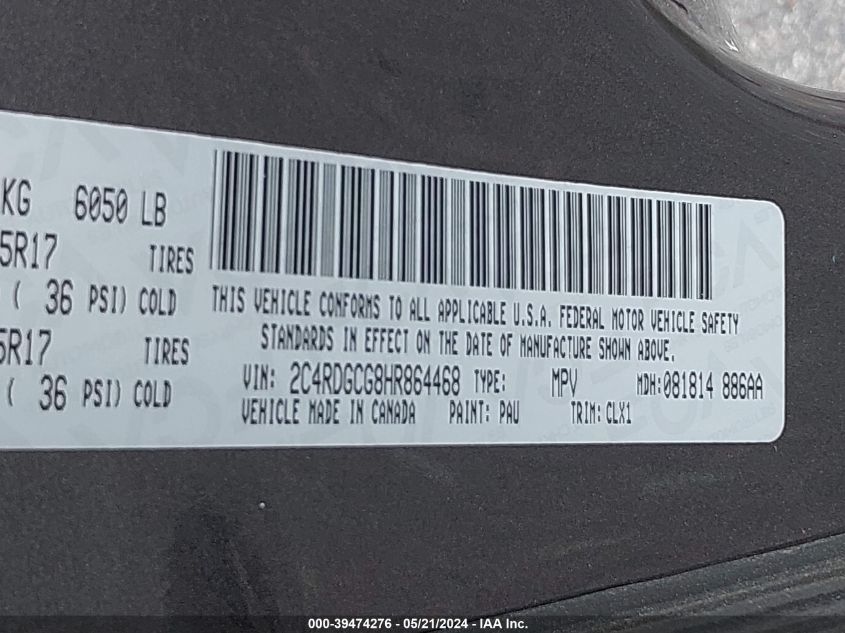 KG 6050 LB
5R17 TIRES
( 36 PSI) COLD
5R17 TIRES
( 36 PSI) COLD
THIS VEHICLE CONFORMS TO ALL APPLICABLE U.S.A. FEDERAL MOTOR VEHICLE SAFETY
STANDARDS IN EFFECT ON THE DATE OF MANUFACTURE SHOWN ABOVE.
VIN: 2C4RDGCG8HR864468 TYPE: MPV MDH:081814 886AA
VEHICLE MADE IN CANADA PAINT: PAU TRIM: CLX1
000-39474276 - 05/21/2024 - IAA Inc.